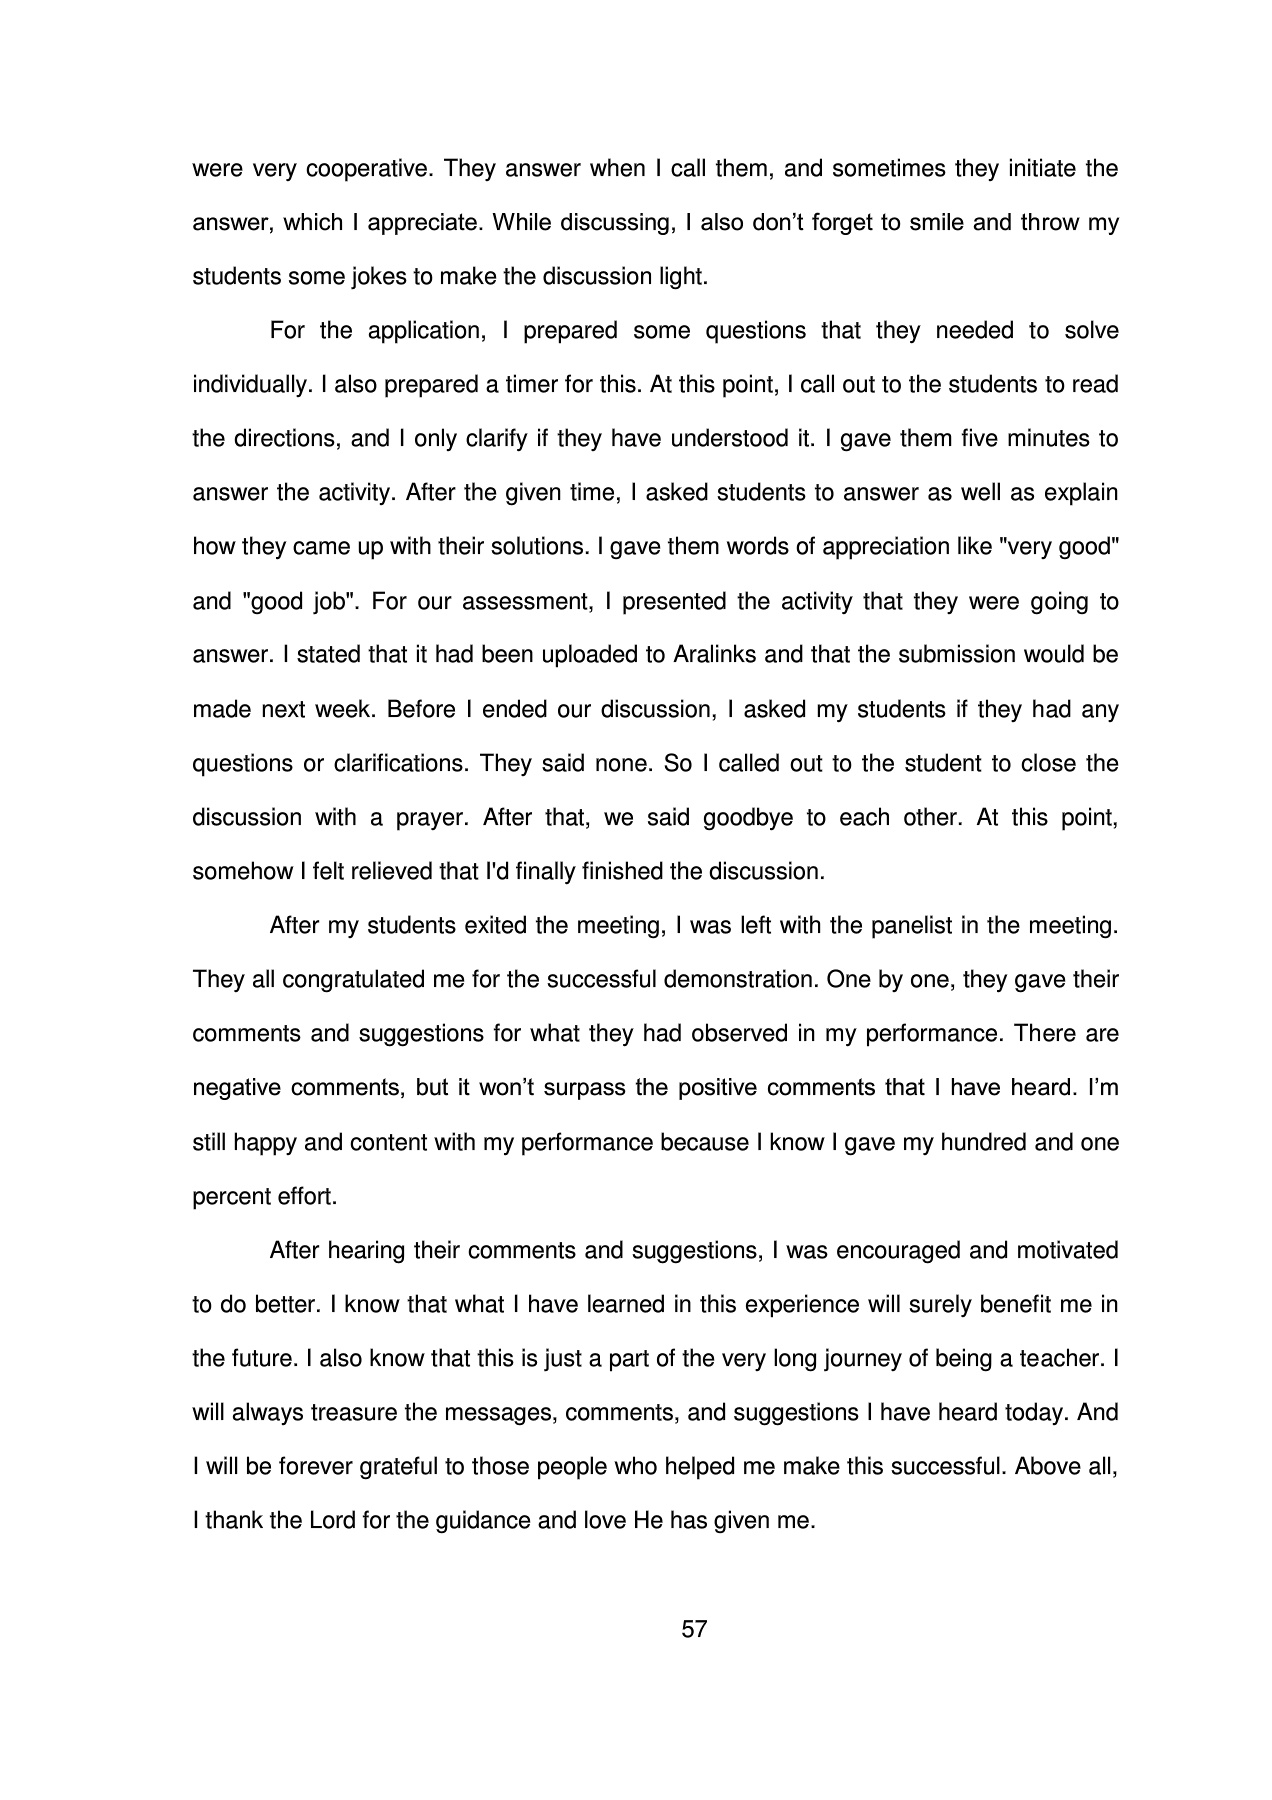 were very cooperative. They answer when I call them, and sometimes they initiate the
answer, which I appreciate. While discussing, I also don’t forget to smile and throw my
students some jokes to make the discussion light.
For the application, I prepared some questions that they needed to solve
individually. I also prepared a timer for this. At this point, I call out to the students to read
the directions, and I only clarify if they have understood it. I gave them five minutes to
answer the activity. After the given time, I asked students to answer as well as explain
how they came up with their solutions. I gave them words of appreciation like "very good"
and "good job". For our assessment, I presented the activity that they were going to
answer. I stated that it had been uploaded to Aralinks and that the submission would be
made next week. Before I ended our discussion, I asked my students if they had any
questions or clarifications. They said none. So I called out to the student to close the
discussion with a prayer. After that, we said goodbye to each other. At this point,
somehow I felt relieved that I'd finally finished the discussion.
After my students exited the meeting, I was left with the panelist in the meeting.
They all congratulated me for the successful demonstration. One by one, they gave their
comments and suggestions for what they had observed in my performance. There are
negative comments, but it won’t surpass the positive comments that I have heard. I’m
still happy and content with my performance because I know I gave my hundred and one
percent effort.
After hearing their comments and suggestions, I was encouraged and motivated
to do better. I know that what I have learned in this experience will surely benefit me in
the future. I also know that this is just a part of the very long journey of being a teacher. I
will always treasure the messages, comments, and suggestions I have heard today. And
I will be forever grateful to those people who helped me make this successful. Above all,
I thank the Lord for the guidance and love He has given me.
57